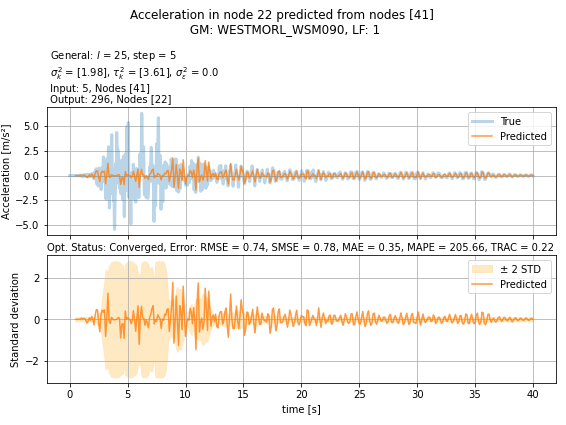 Acceleration in node 22 predicted from nodes [41]
GM: WESTMORL_WSM090, LF: 1
General: l = 25, step = 5
σ²ₖ = [1.98], τ²ₖ = [3.61], σ²ε = 0.0
Input: 5, Nodes [41]
Output: 296, Nodes [22]
Acceleration [m/s²]
5.0
2.5
0.0
−2.5
−5.0
True
Predicted
Opt. Status: Converged, Error: RMSE = 0.74, SMSE = 0.78, MAE = 0.35, MAPE = 205.66, TRAC = 0.22
Standard deviation
2
0
−2
± 2 STD
Predicted
0 5 10 15 20 25 30 35 40
time [s]